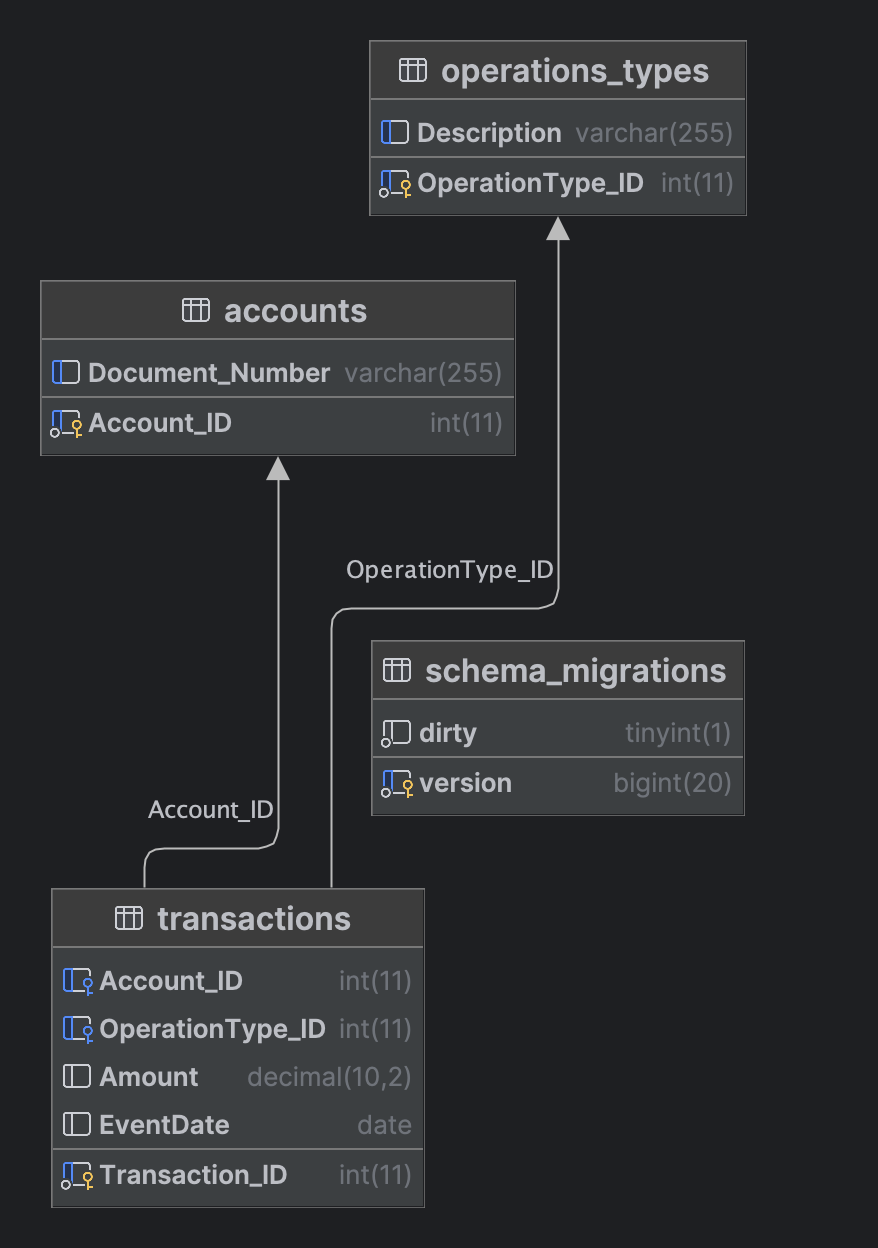 operations_types
Description varchar(255)
OperationType_ID int(11)
accounts
Document_Number varchar(255)
Account_ID int(11)
OperationType_ID
schema_migrations
dirty tinyint(1)
version bigint(20)
Account_ID
transactions
Account_ID int(11)
OperationType_ID int(11)
Amount decimal(10,2)
EventDate date
Transaction_ID int(11)